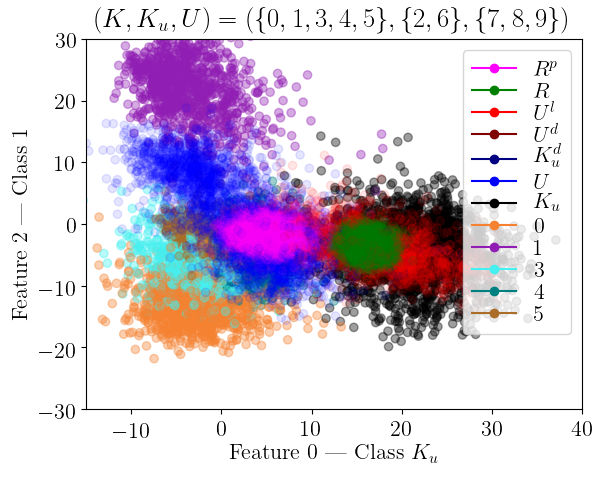 (K, K_u, U) = ({0, 1, 3, 4, 5}, {2, 6}, {7, 8, 9})
30
20
10
0
−10
−20
−30
Feature 2 — Class 1
−10
0
10
20
30
40
Feature 0 — Class K_u
R^p
R
U^l
U^d
K_u^d
U
K_u
0
1
3
4
5